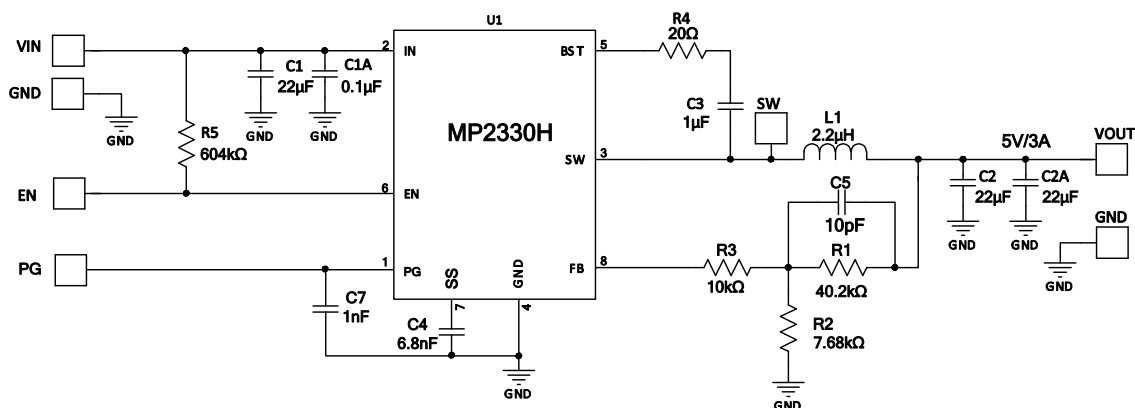 U1
MP2330H
VIN
GND
GND
EN
PG
R5
604kΩ
C1
22µF
GND
C1A
0.1µF
GND
2
IN
6
EN
1
PG
SS
7
GND
4
BST
5
SW
3
FB
8
C7
1nF
C4
6.8nF
GND
R4
20Ω
C3
1µF
SW
L1
2.2µH
C5
10pF
R3
10kΩ
R1
40.2kΩ
R2
7.68kΩ
GND
5V/3A
VOUT
C2
22µF
GND
C2A
22µF
GND
GND
GND